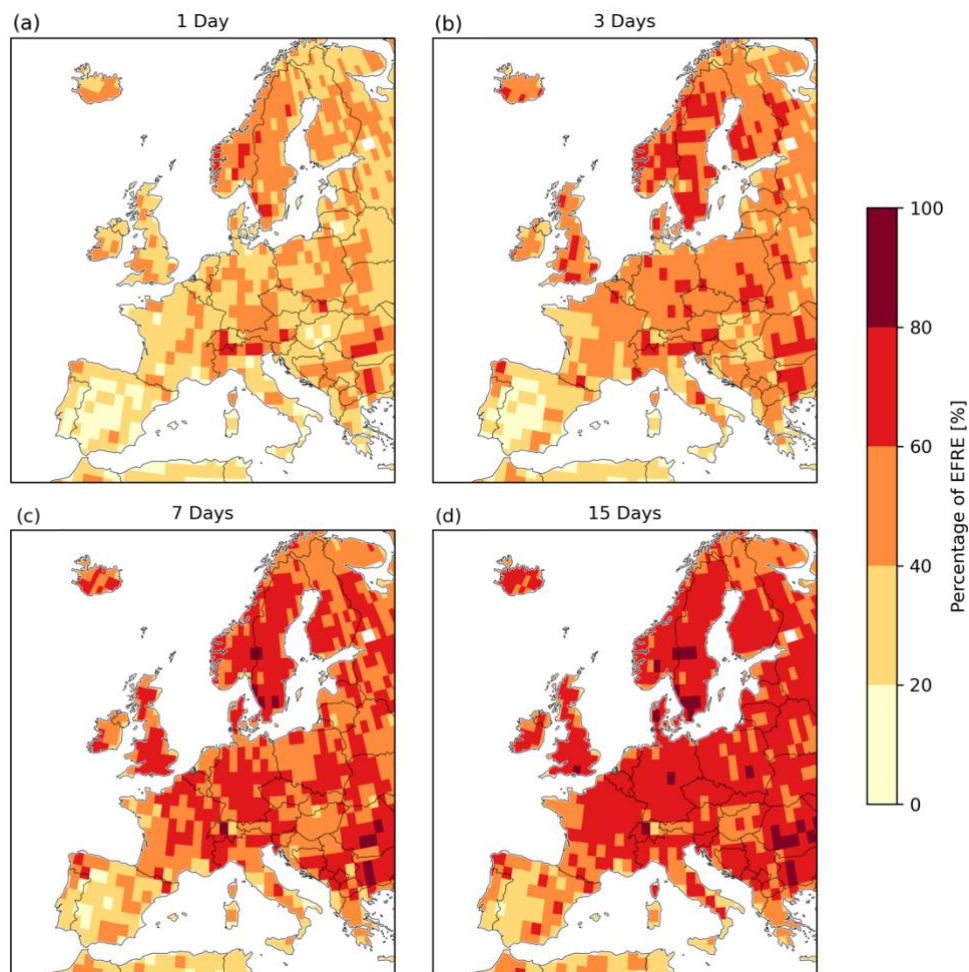 (a) 1 Day
(b) 3 Days
(c) 7 Days
(d) 15 Days
100
80
60
40
20
0
Percentage of EFRE [%]